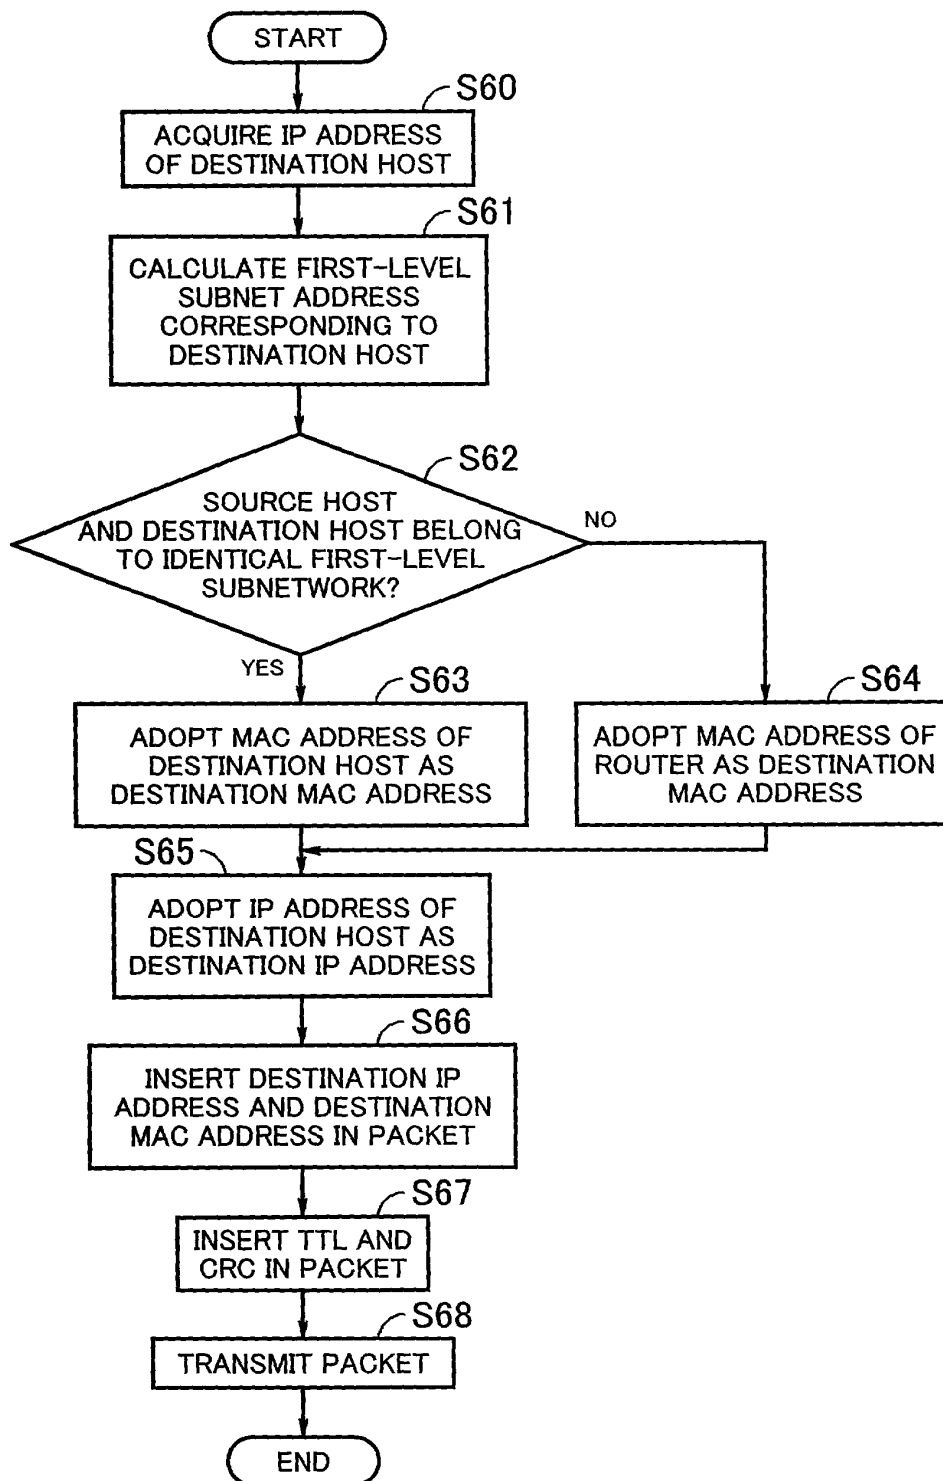 START
S60
ACQUIRE IP ADDRESS
OF DESTINATION HOST
S61
CALCULATE FIRST-LEVEL
SUBNET ADDRESS
CORRESPONDING TO
DESTINATION HOST
S62
SOURCE HOST
AND DESTINATION HOST BELONG
TO IDENTICAL FIRST-LEVEL
SUBNETWORK?
NO
YES
S63
ADOPT MAC ADDRESS OF
DESTINATION HOST AS
DESTINATION MAC ADDRESS
S64
ADOPT MAC ADDRESS OF
ROUTER AS DESTINATION
MAC ADDRESS
S65
ADOPT IP ADDRESS OF
DESTINATION HOST AS
DESTINATION IP ADDRESS
S66
INSERT DESTINATION IP
ADDRESS AND DESTINATION
MAC ADDRESS IN PACKET
S67
INSERT TTL AND
CRC IN PACKET
S68
TRANSMIT PACKET
END